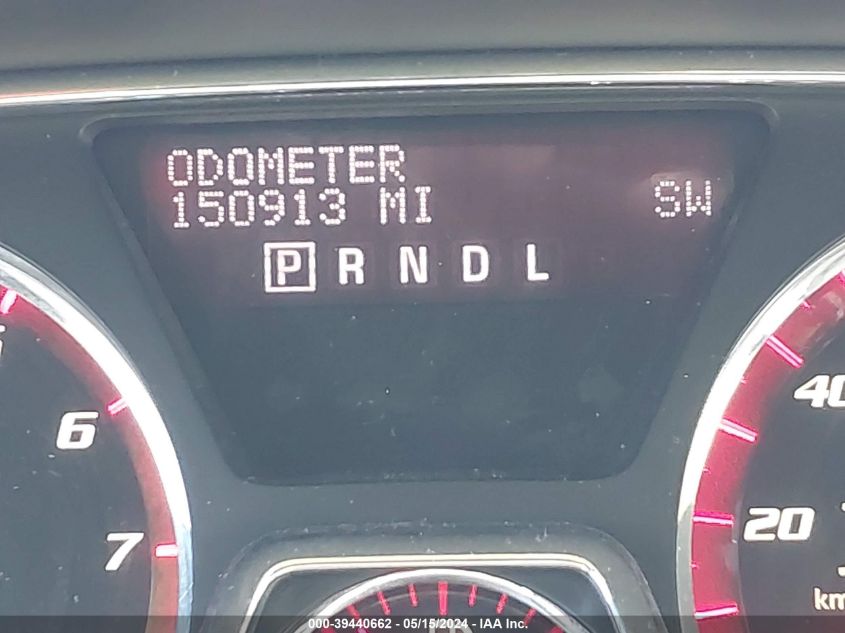 ODOMETER
150913 MI SW
P R N D L
6
7
40
20
km
000-39440662 - 05/15/2024 - IAA Inc.